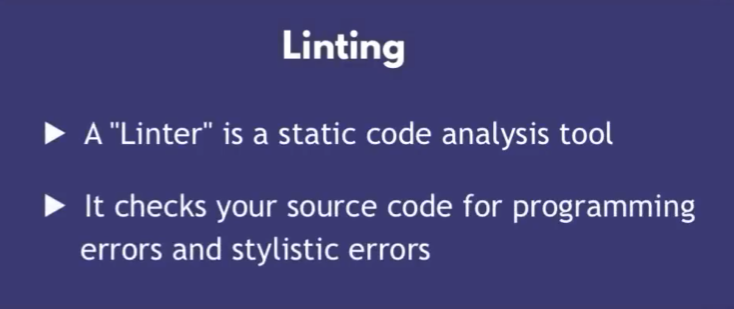 Linting
▶ A "Linter" is a static code analysis tool
▶ It checks your source code for programming
errors and stylistic errors